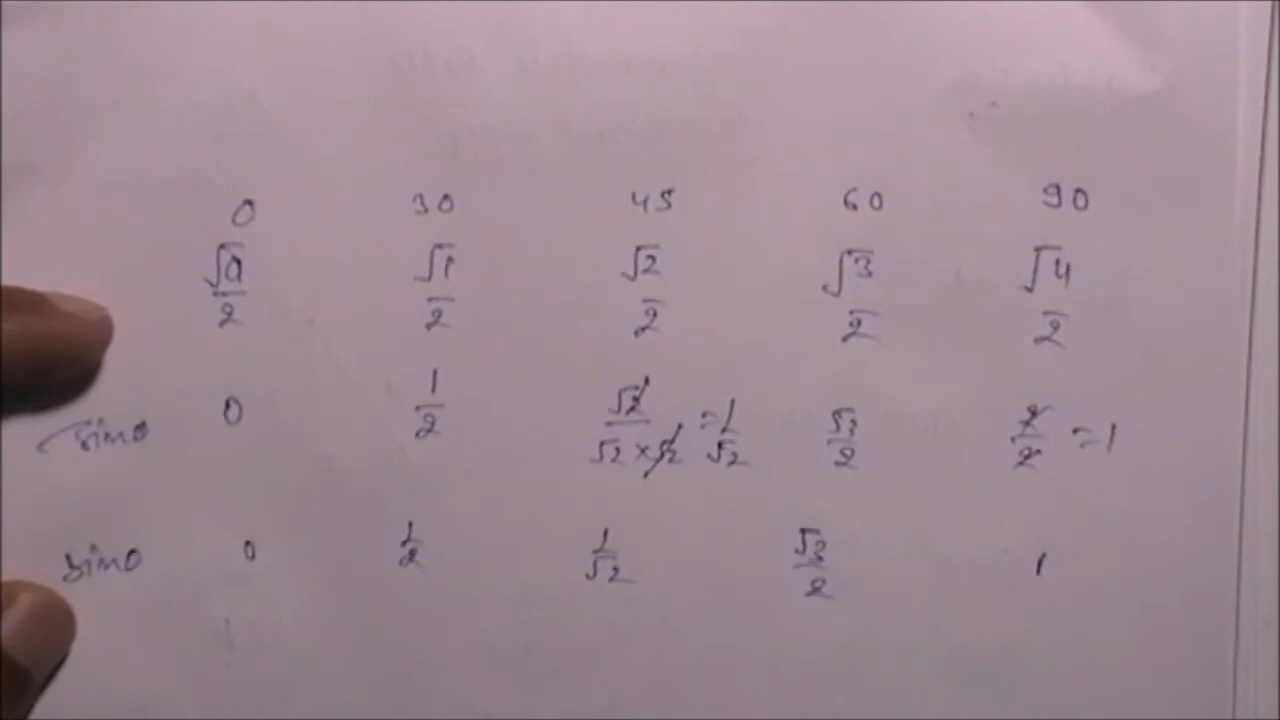 0 30 45 60 90
√0/2 √1/2 √2/2 √3/2 √4/2
sinθ 0 1/2 √2/√2×√2 =1/√2 √3/2 2/2 =1
sinθ 0 1/2 1/√2 √3/2 1